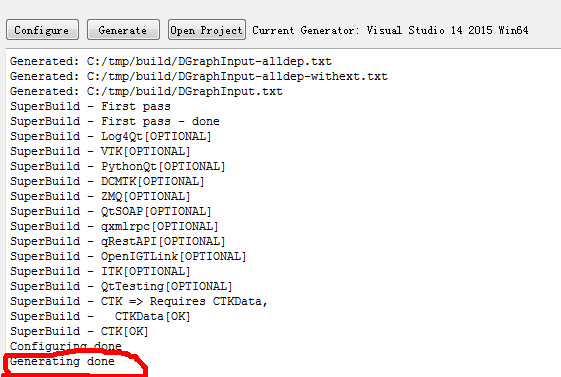 Configure Generate Open Project Current Generator: Visual Studio 14 2015 Win64
Generated: C:/tmp/build/DGraphInput-alldep.txt
Generated: C:/tmp/build/DGraphInput-alldep-withext.txt
Generated: C:/tmp/build/DGraphInput.txt
SuperBuild - First pass
SuperBuild - First pass - done
SuperBuild - Log4Qt[OPTIONAL]
SuperBuild - VTK[OPTIONAL]
SuperBuild - PythonQt[OPTIONAL]
SuperBuild - DCMTK[OPTIONAL]
SuperBuild - ZMQ[OPTIONAL]
SuperBuild - QtSOAP[OPTIONAL]
SuperBuild - qxmlrpc[OPTIONAL]
SuperBuild - qRestAPI[OPTIONAL]
SuperBuild - OpenIGTLink[OPTIONAL]
SuperBuild - ITK[OPTIONAL]
SuperBuild - QtTesting[OPTIONAL]
SuperBuild - CTK => Requires CTKData,
SuperBuild -   CTKData[OK]
SuperBuild - CTK[OK]
Configuring done
Generating done